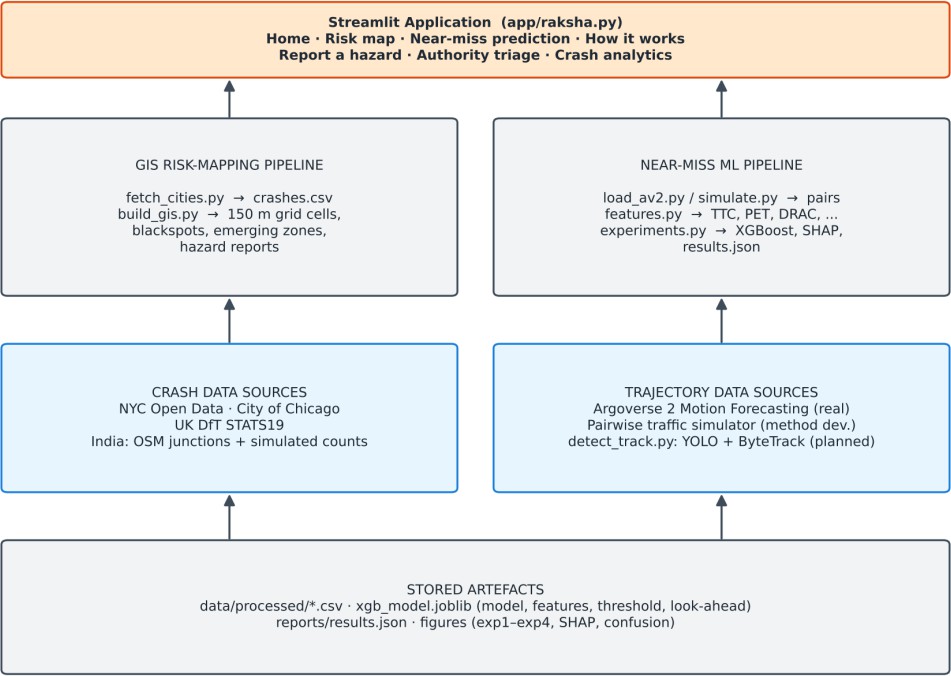 Streamlit Application  (app/raksha.py)
Home · Risk map · Near-miss prediction · How it works
Report a hazard · Authority triage · Crash analytics
GIS RISK-MAPPING PIPELINE
fetch_cities.py → crashes.csv
build_gis.py → 150 m grid cells,
blackspots, emerging zones,
hazard reports
NEAR-MISS ML PIPELINE
load_av2.py / simulate.py → pairs
features.py → TTC, PET, DRAC, ...
experiments.py → XGBoost, SHAP,
results.json
CRASH DATA SOURCES
NYC Open Data · City of Chicago
UK DfT STATS19
India: OSM junctions + simulated counts
TRAJECTORY DATA SOURCES
Argoverse 2 Motion Forecasting (real)
Pairwise traffic simulator (method dev.)
detect_track.py: YOLO + ByteTrack (planned)
STORED ARTEFACTS
data/processed/*.csv · xgb_model.joblib (model, features, threshold, look-ahead)
reports/results.json · figures (exp1–exp4, SHAP, confusion)